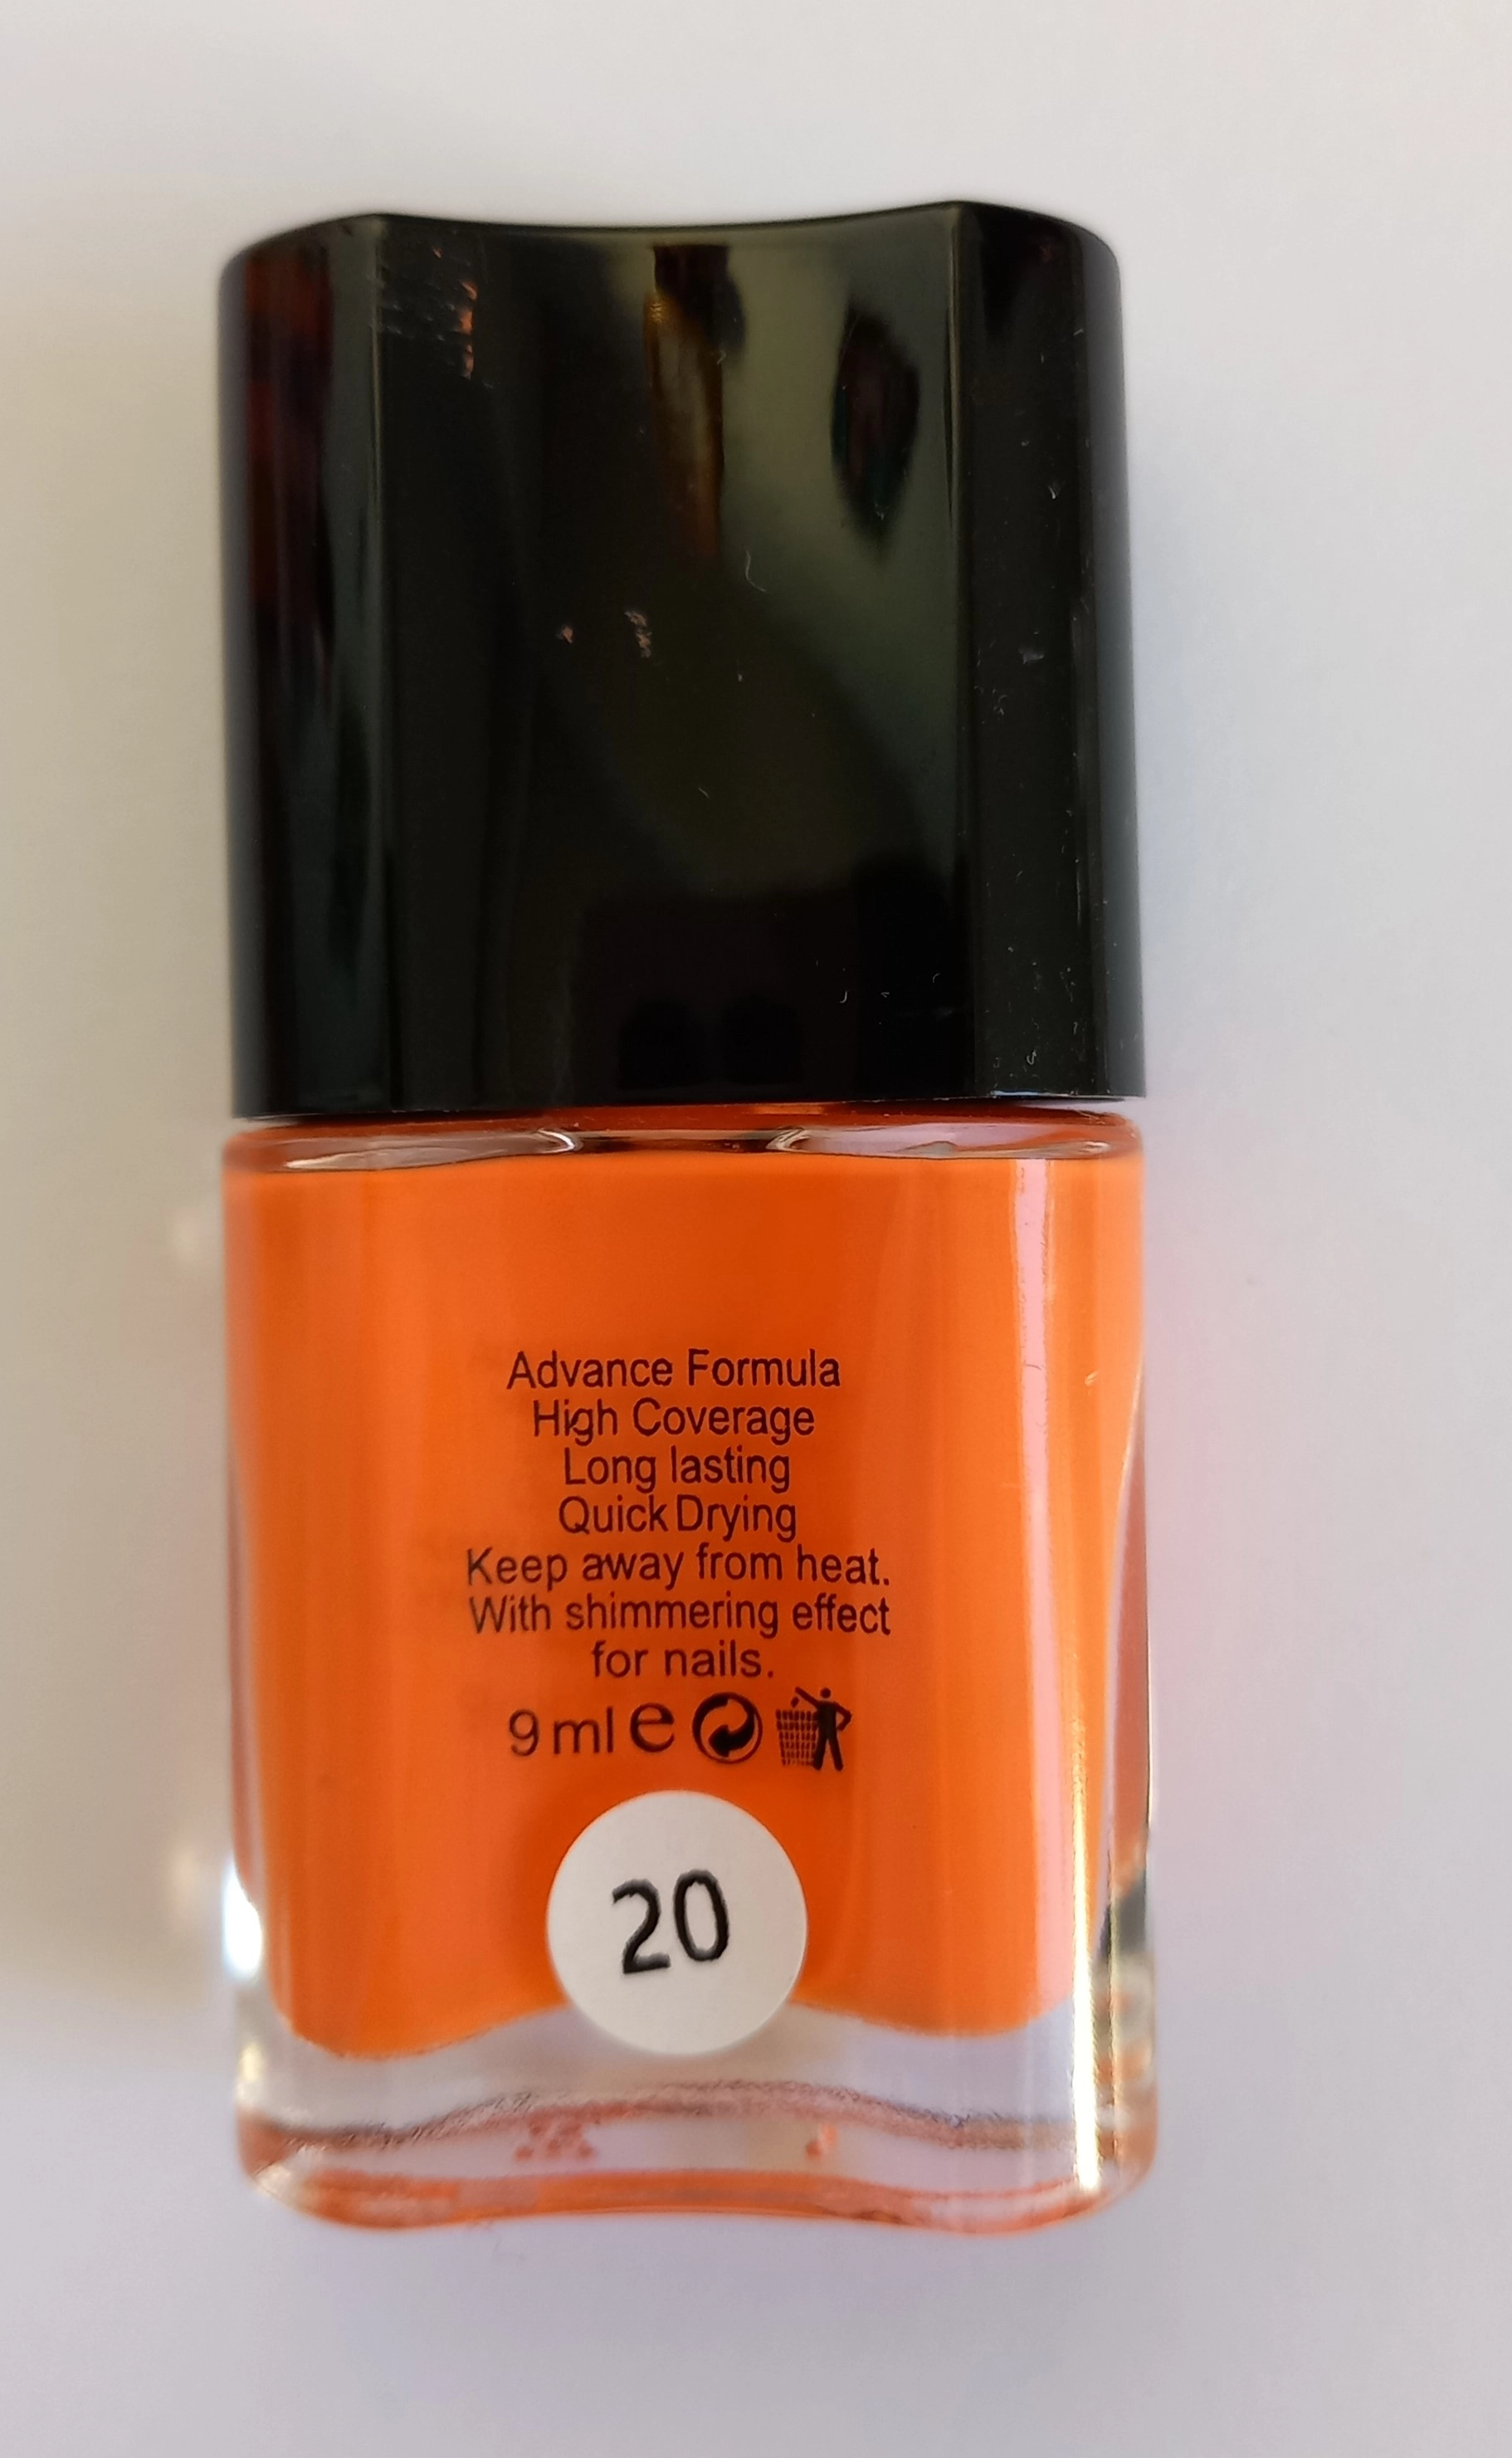 Advance Formula
High Coverage
Long lasting
Quick Drying
Keep away from heat.
With shimmering effect
for nails.
9 ml e
20